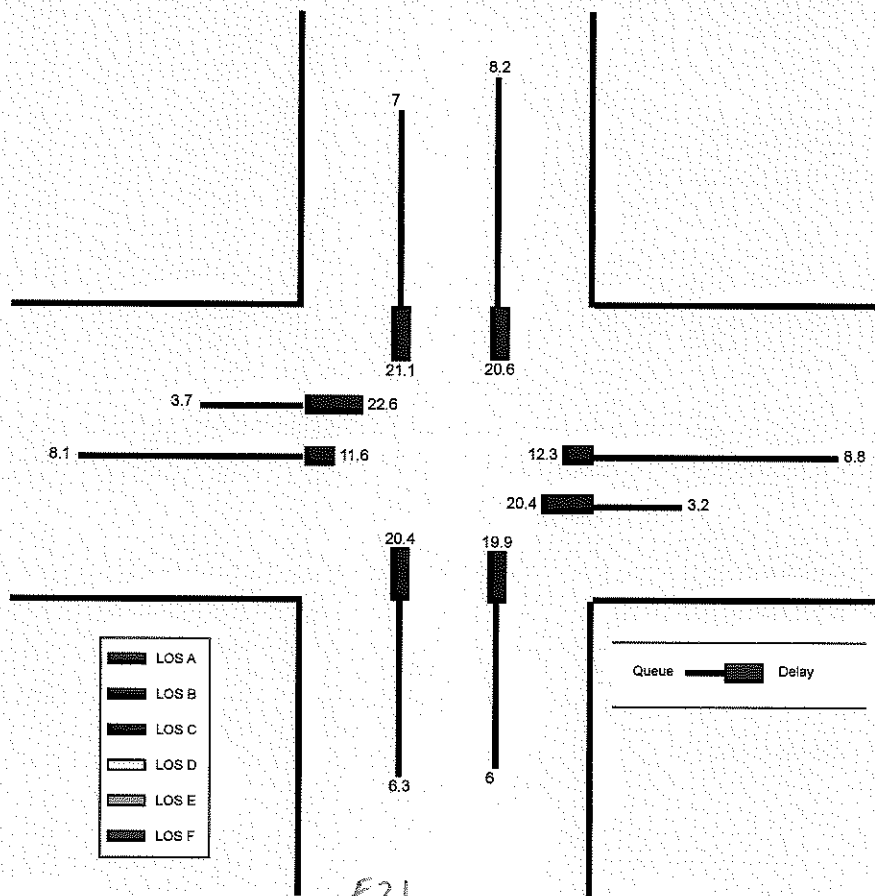 8.2
7
21.1
20.6
3.7
22.6
8.1
11.6
12.3
8.8
20.4
3.2
20.4
19.9
LOS A
LOS B
LOS C
LOS D
LOS E
LOS F
Queue
Delay
6.3
6
E21